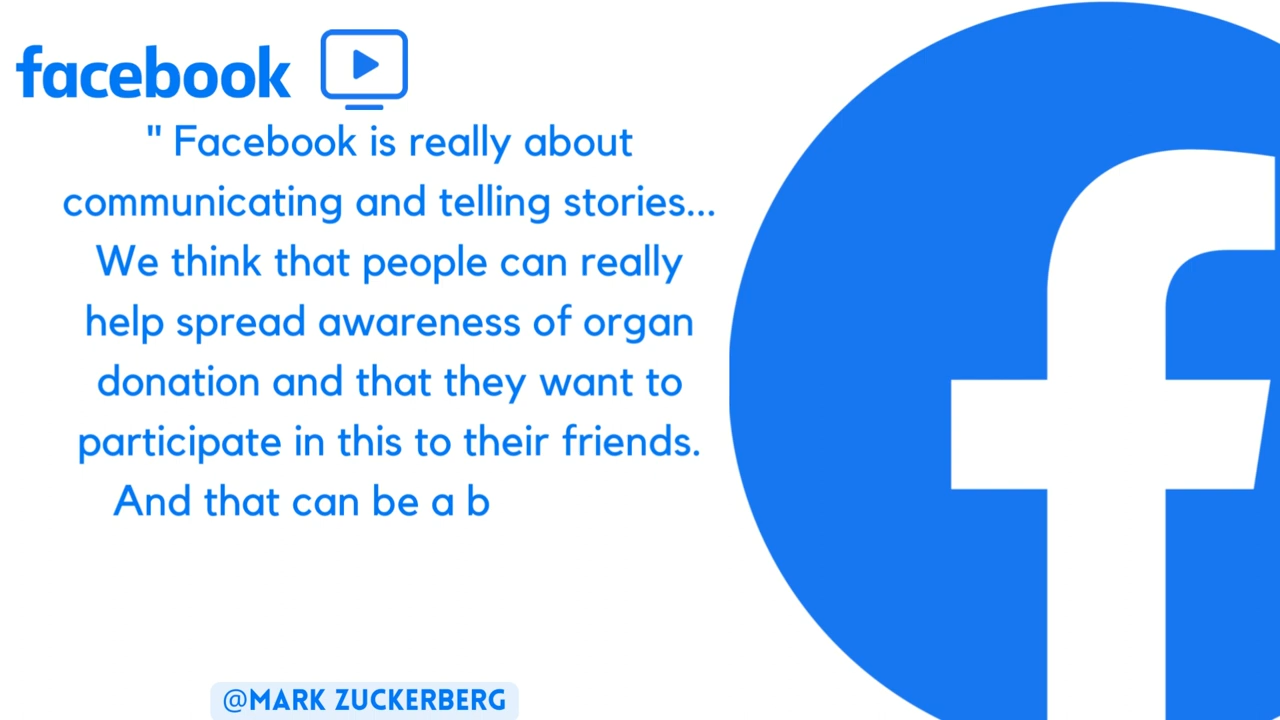 facebook
" Facebook is really about
communicating and telling stories...
We think that people can really
help spread awareness of organ
donation and that they want to
participate in this to their friends.
And that can be a b
@MARK ZUCKERBERG